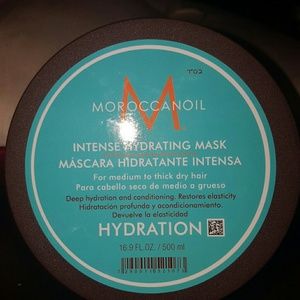 M
MOROCCANOIL
INTENSE HYDRATING MASK
MÁSCARA HIDRATANTE INTENSA
For medium to thick dry hair
Para cabello seco de medio a grueso
Deep hydration and conditioning. Restores elasticity
Hidratación profunda y acondicionamiento.
Devuelve la elasticidad
HYDRATION
16.9 FL.OZ. / 500 ml